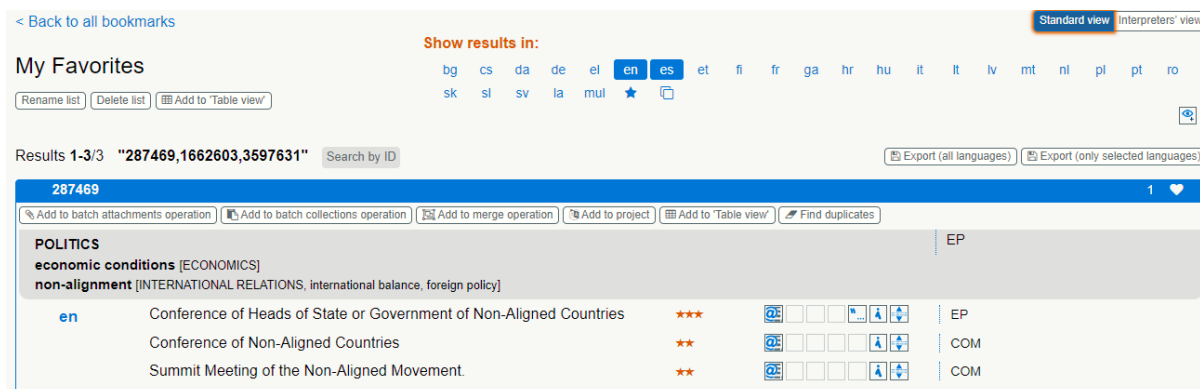 < Back to all bookmarks
Standard view Interpreters' view
Show results in:
My Favorites
bg cs da de el en es et fi fr ga hr hu it lt lv mt nl pl pt ro
sk sl sv la mul
Rename list Delete list Add to 'Table view'
Results 1-3/3 "287469,1662603,3597631" Search by ID Export (all languages) Export (only selected languages)
287469 1
Add to batch attachments operation Add to batch collections operation Add to merge operation Add to project Add to 'Table view' Find duplicates
POLITICS EP
economic conditions [ECONOMICS]
non-alignment [INTERNATIONAL RELATIONS, international balance, foreign policy]
en Conference of Heads of State or Government of Non-Aligned Countries EP
Conference of Non-Aligned Countries COM
Summit Meeting of the Non-Aligned Movement. COM